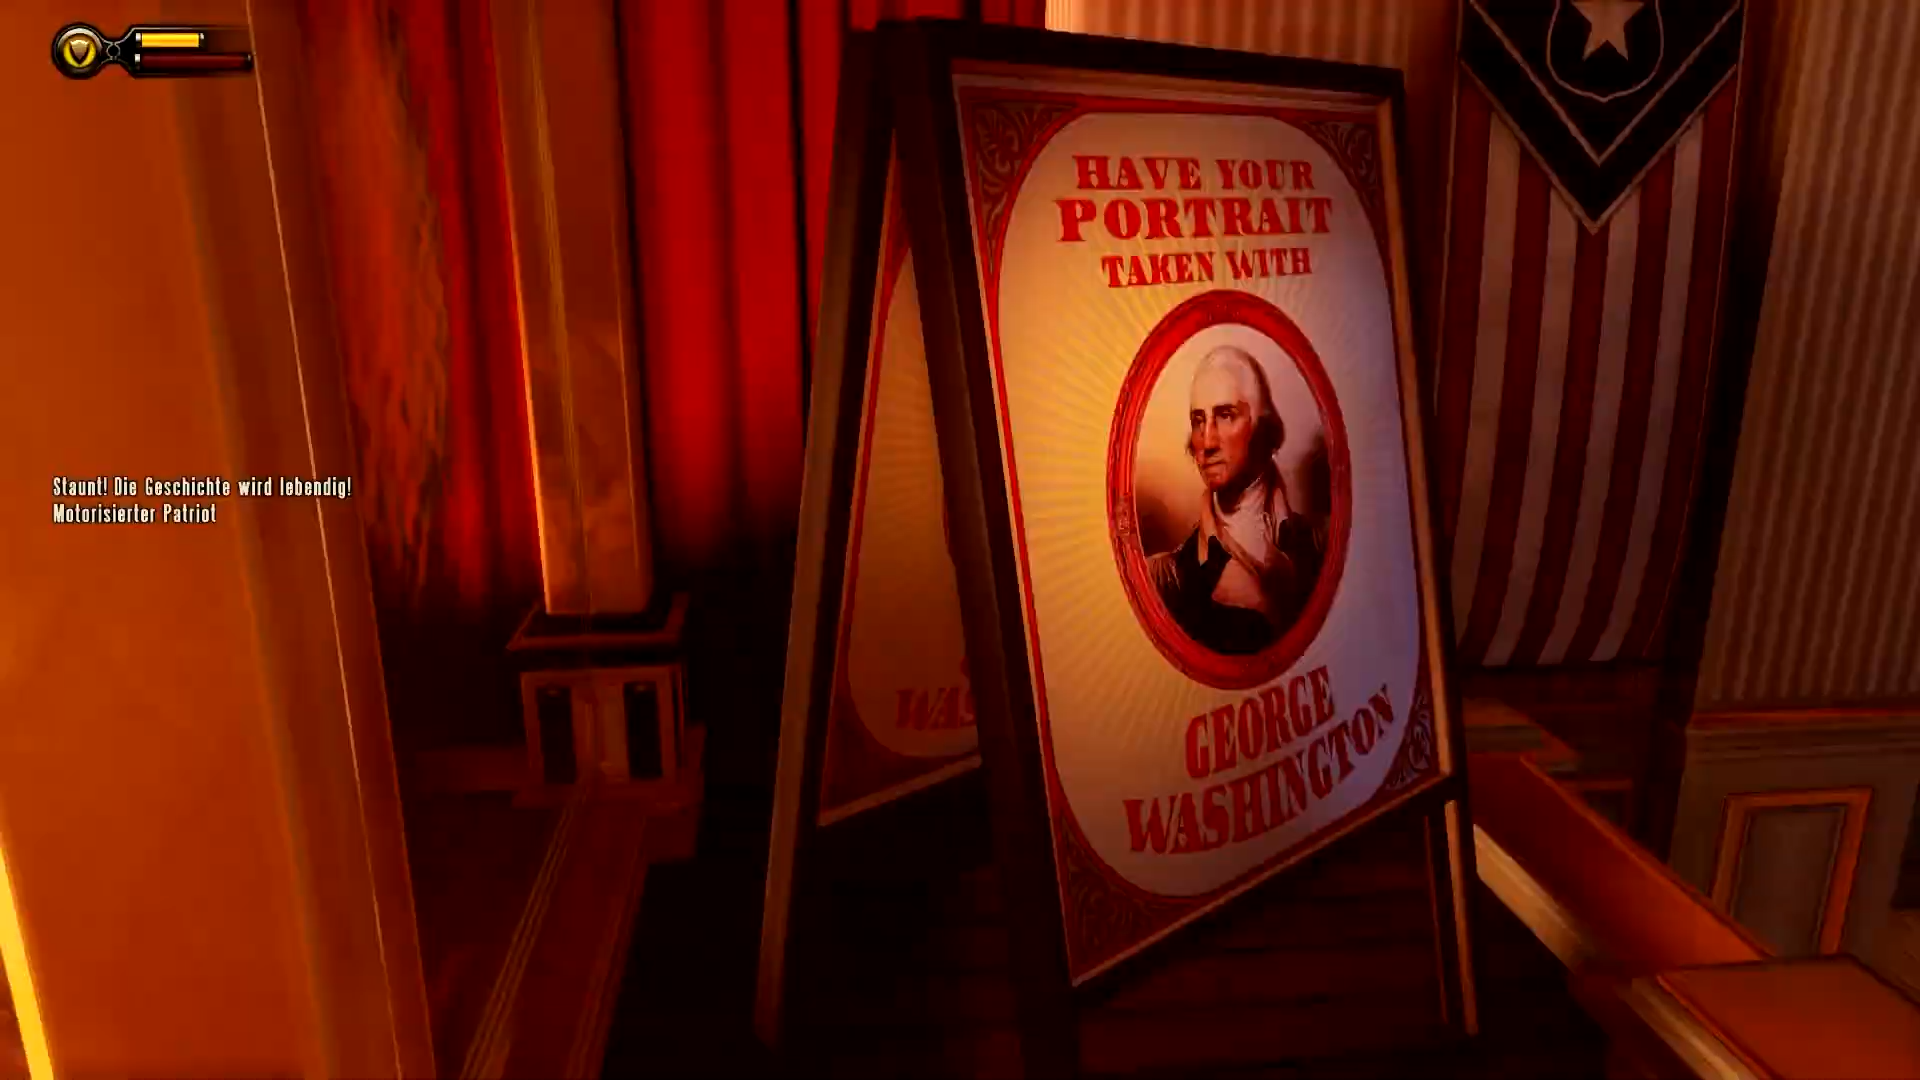 HAVE YOUR
PORTRAIT
TAKEN WITH
GEORGE
WASHINGTON
Staunt! Die Geschichte wird lebendig!
Motorisierter Patriot